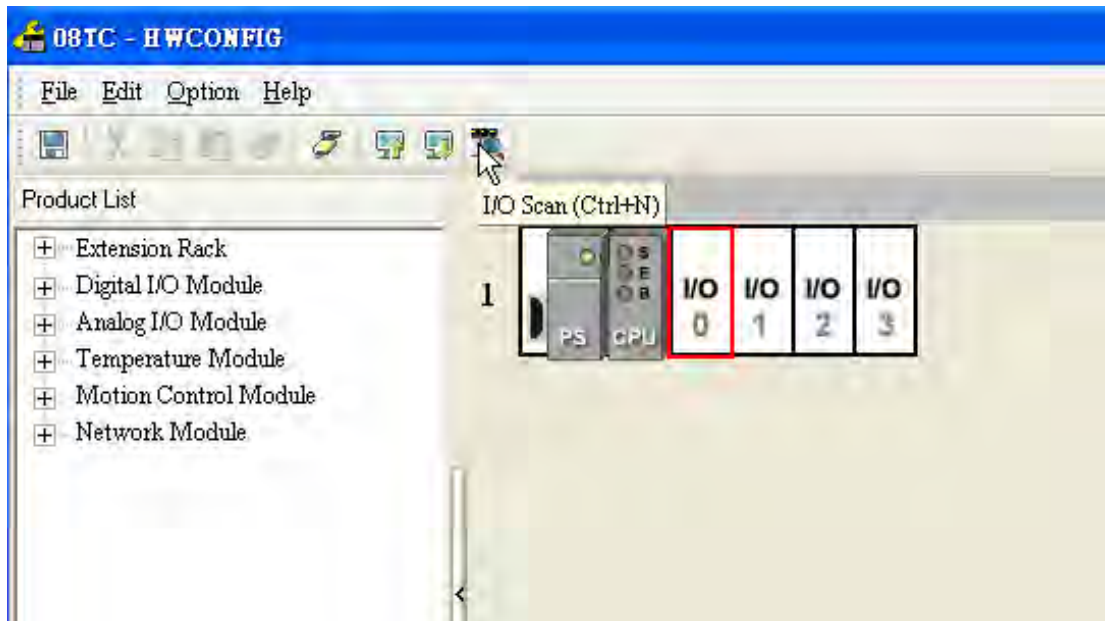 08TC - HWCONFIG
File Edit Option Help
Product List
I/O Scan (Ctrl+N)
Extension Rack
Digital I/O Module
Analog I/O Module
Temperature Module
Motion Control Module
Network Module
1
PS
CPU
S
E
B
I/O
0
I/O
1
I/O
2
I/O
3